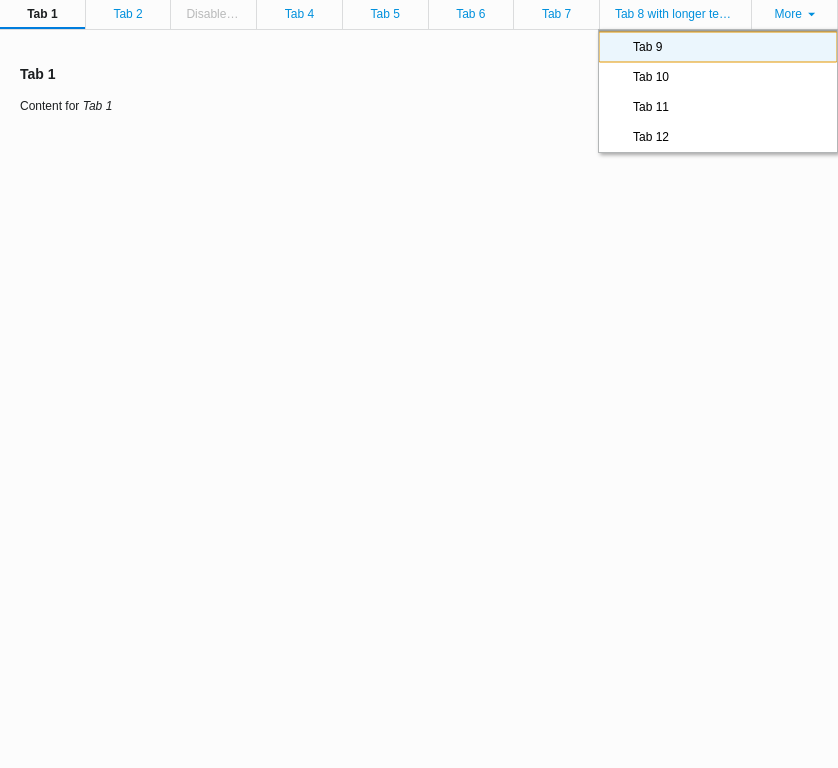 Tab 1 Tab 2 Disable… Tab 4 Tab 5 Tab 6 Tab 7 Tab 8 with longer te… More
Tab 9
Tab 10
Tab 11
Tab 12
Tab 1
Content for Tab 1